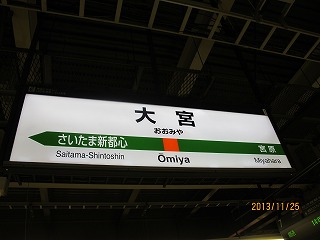 大宮
おおみや
さいたま新都心
宮原
Saitama-Shintoshin
Ōmiya
Miyahara
2013/11/25